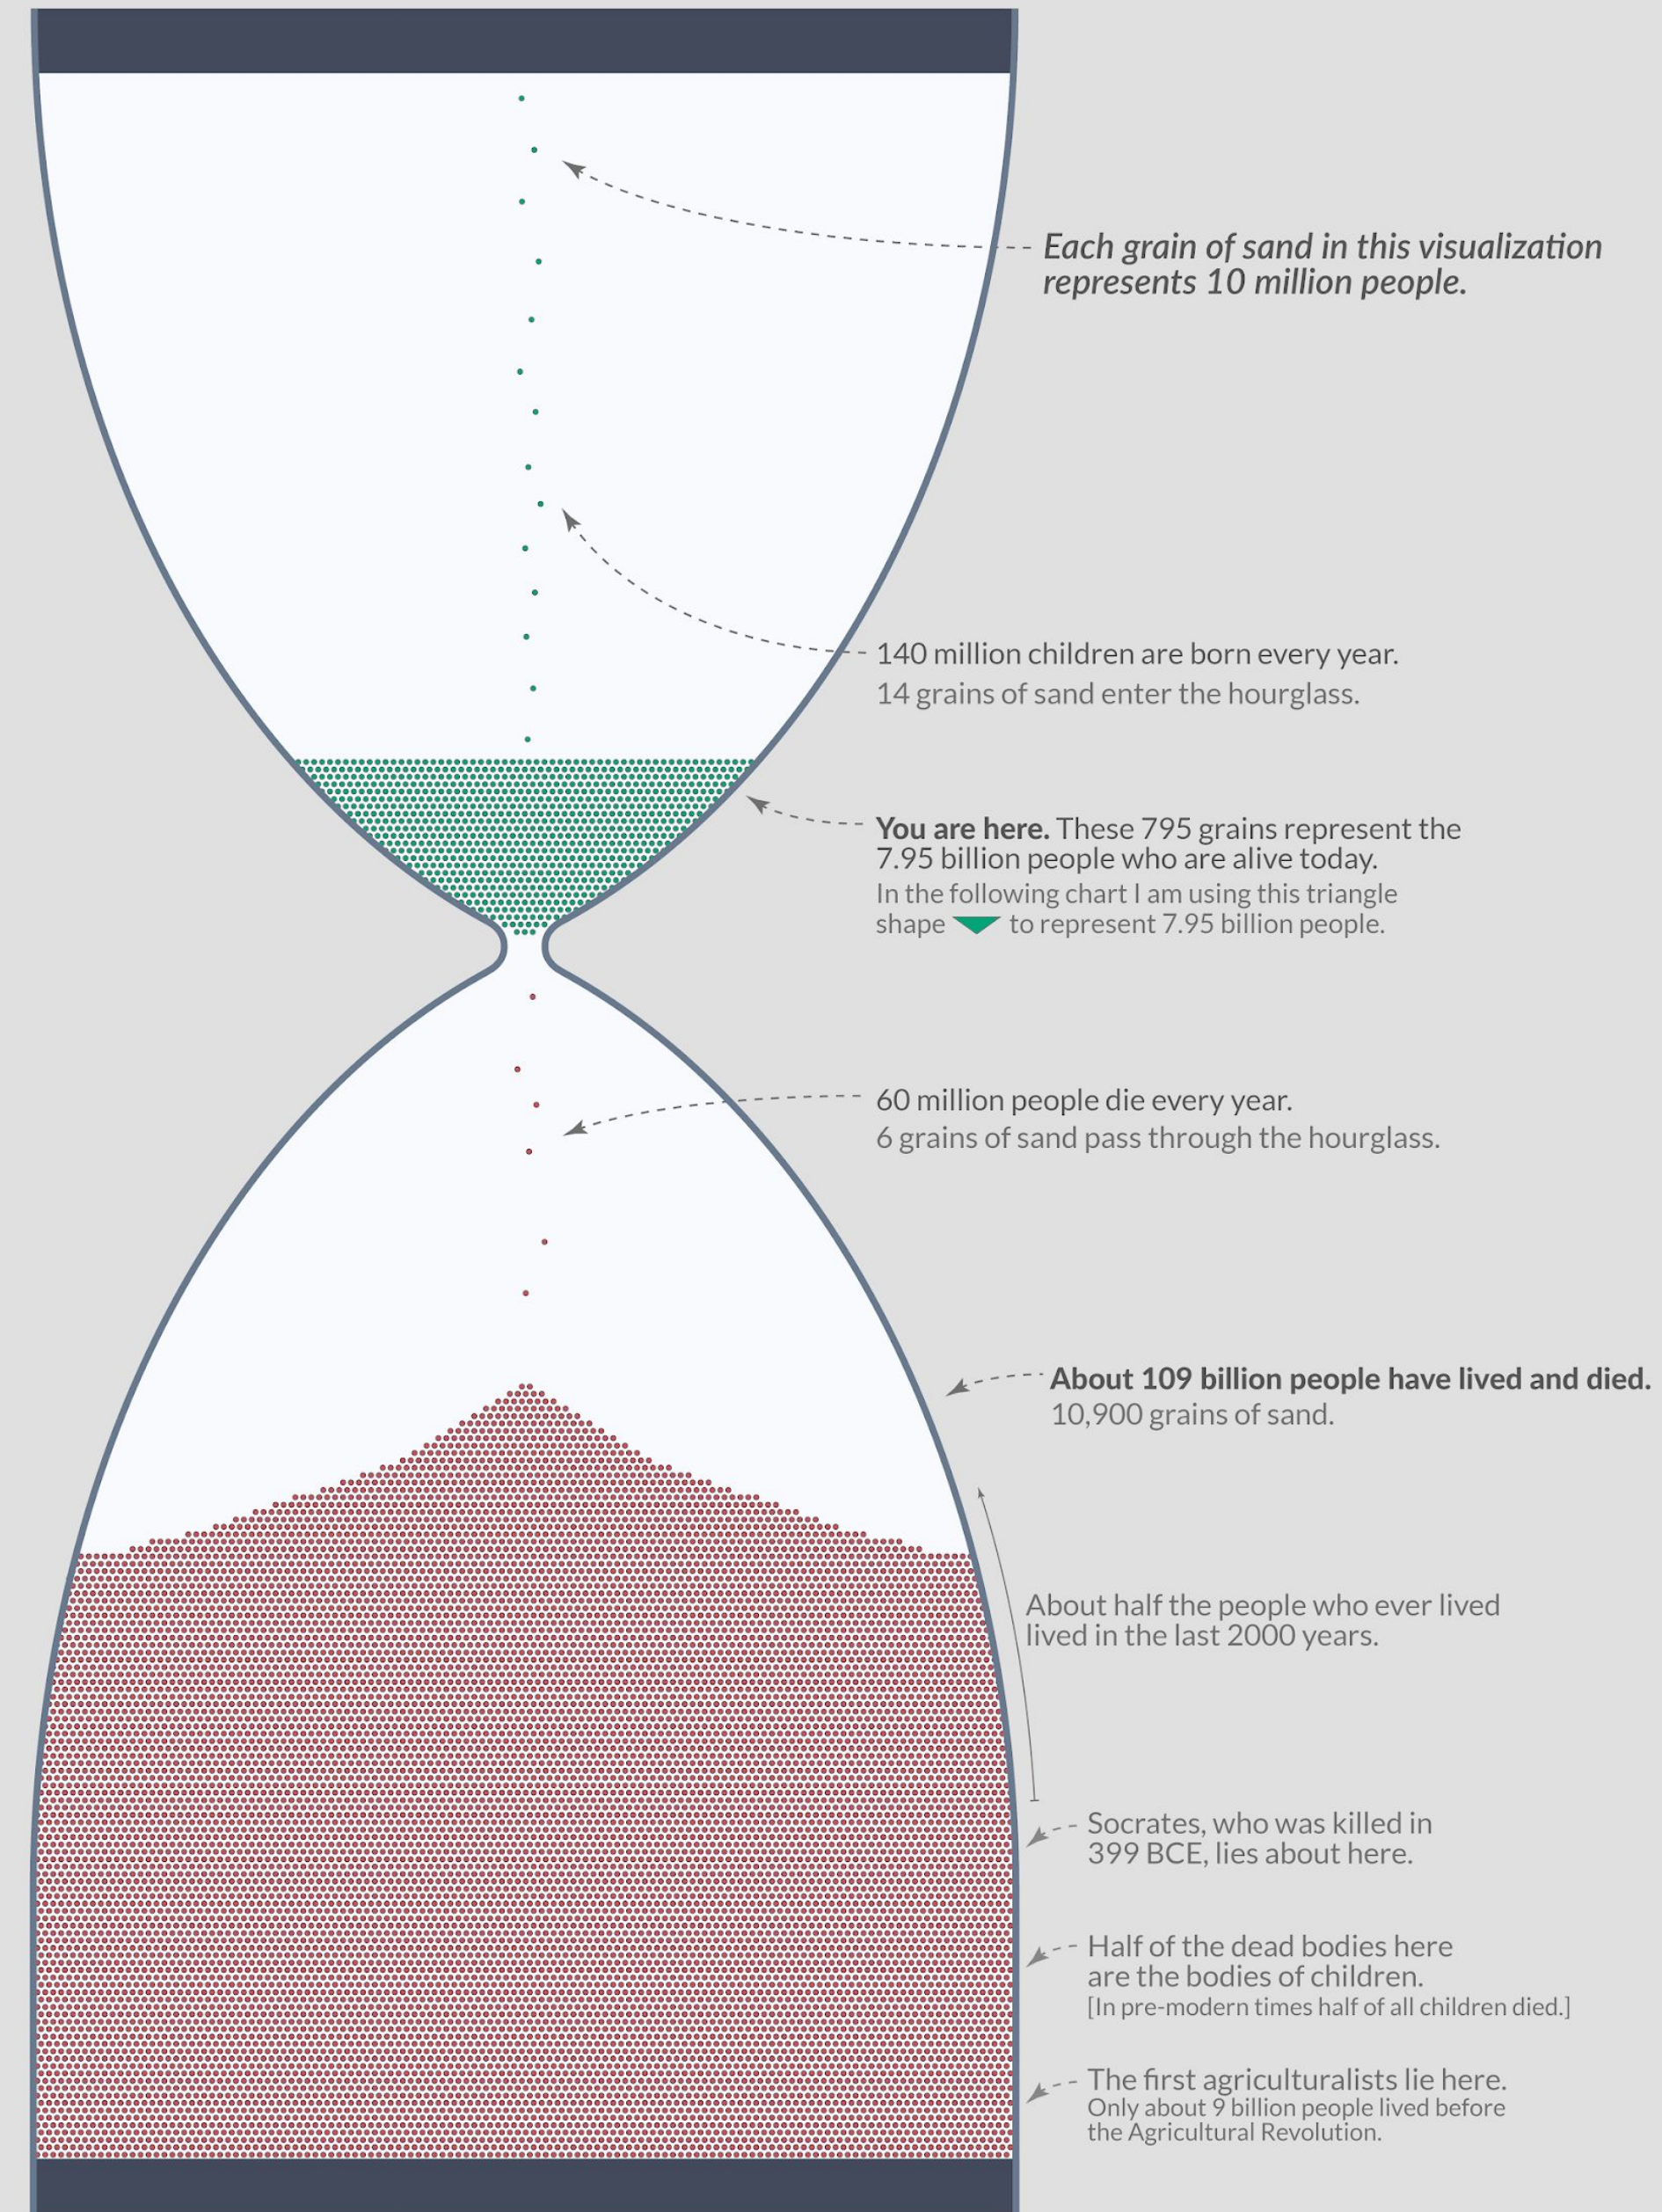 Each grain of sand in this visualization
represents 10 million people.
140 million children are born every year.
14 grains of sand enter the hourglass.
You are here. These 795 grains represent the
7.95 billion people who are alive today.
In the following chart I am using this triangle
shape to represent 7.95 billion people.
60 million people die every year.
6 grains of sand pass through the hourglass.
About 109 billion people have lived and died.
10,900 grains of sand.
About half the people who ever lived
lived in the last 2000 years.
Socrates, who was killed in
399 BCE, lies about here.
Half of the dead bodies here
are the bodies of children.
[In pre-modern times half of all children died.]
The first agriculturalists lie here.
Only about 9 billion people lived before
the Agricultural Revolution.